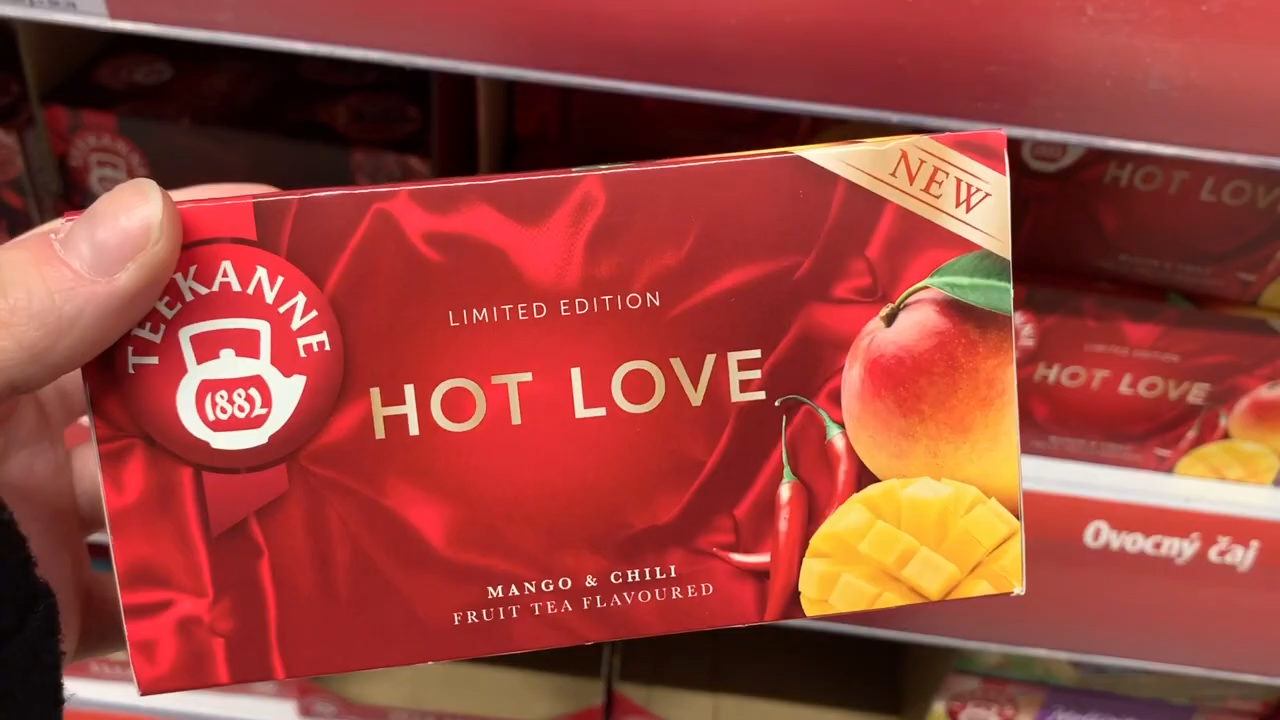 TEEKANNE
1882
LIMITED EDITION
HOT LOVE
MANGO & CHILI
FRUIT TEA FLAVOURED
NEW
HOT LOV
LIMITED EDITION
HOT LOVE
Ovocný čaj